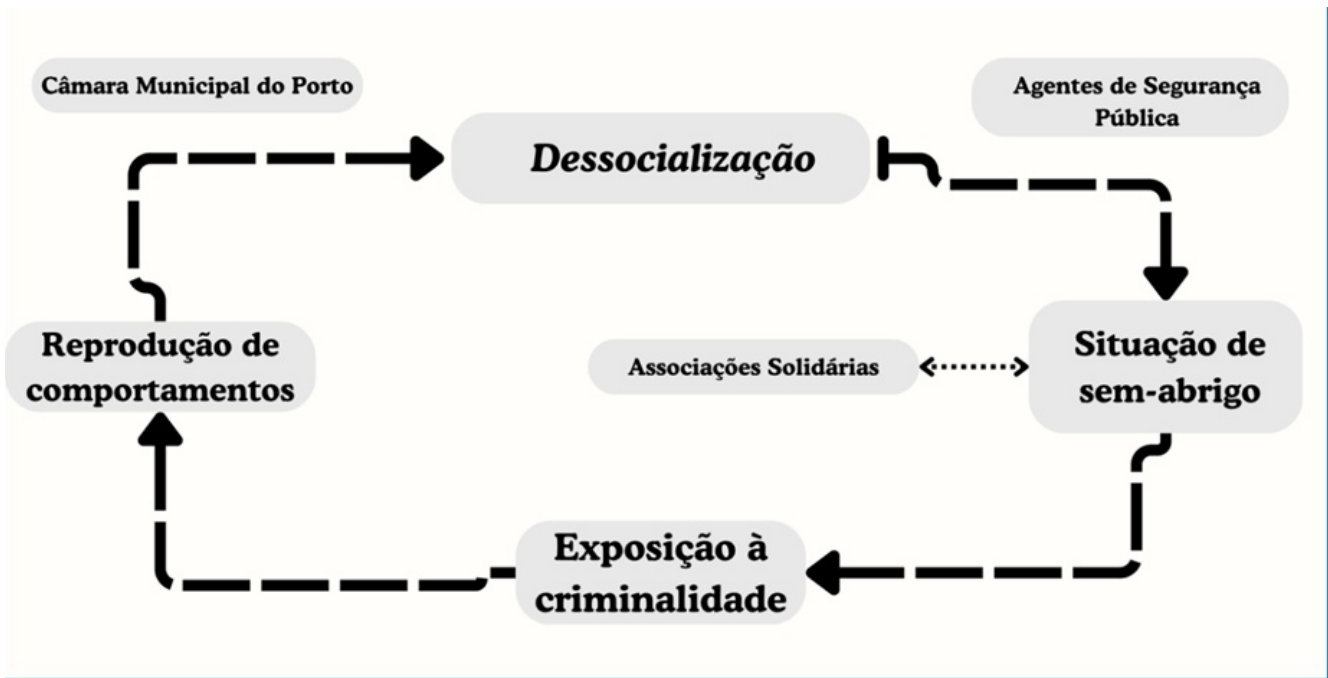 Câmara Municipal do Porto
Agentes de Segurança
Pública
Dessocialização
Reprodução de
comportamentos
Associações Solidárias
Situação de
sem-abrigo
Exposição à
criminalidade